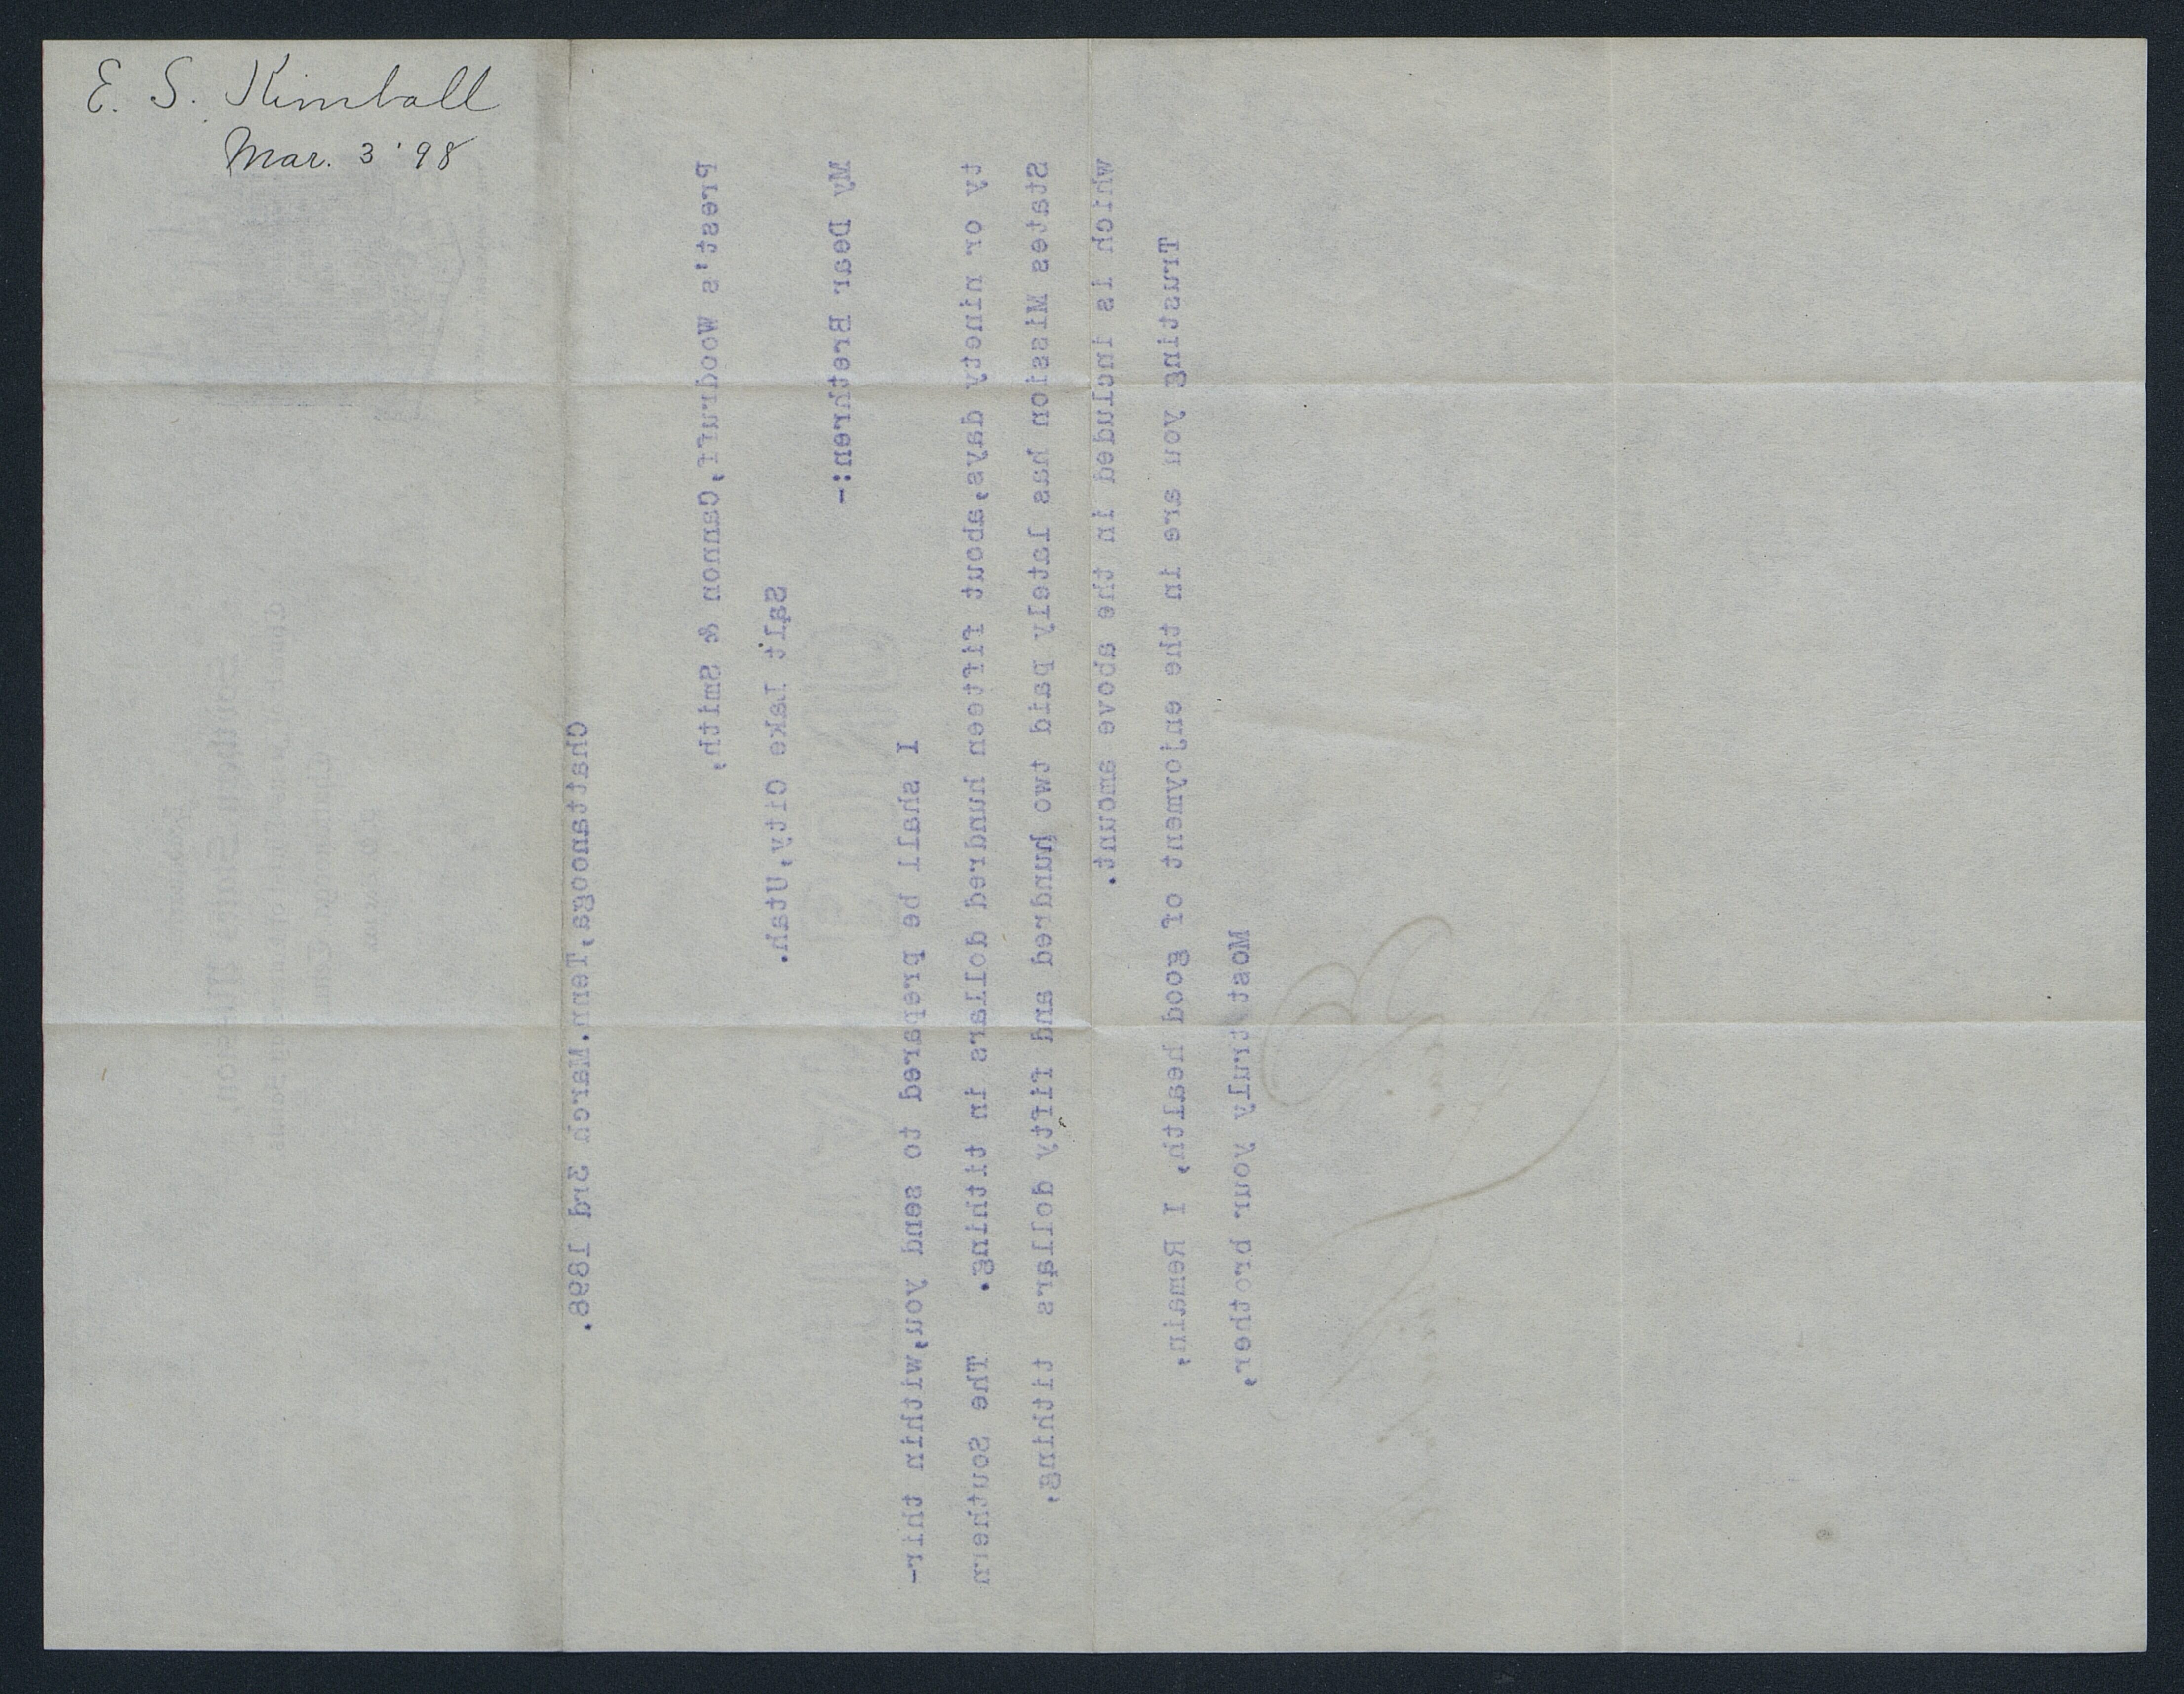 E. S. Kimball
Mar. 3 '98
Chattanooga,Tenn.March 3rd 1898.
Prest's Woodruff,Cannon & Smith,
Salt Lake City,Utah.
My Dear Brethren:-
I shall be prepared to send you,within thir-
ty or ninety days,about fifteen hundred dollars in tithing. The Southern
States Mission has lately paid two hundred and fifty dollars tithing,
which is included in the above amount.
Trusting you are in the enjoyment of good health, I Remain,
Most truly your brother,